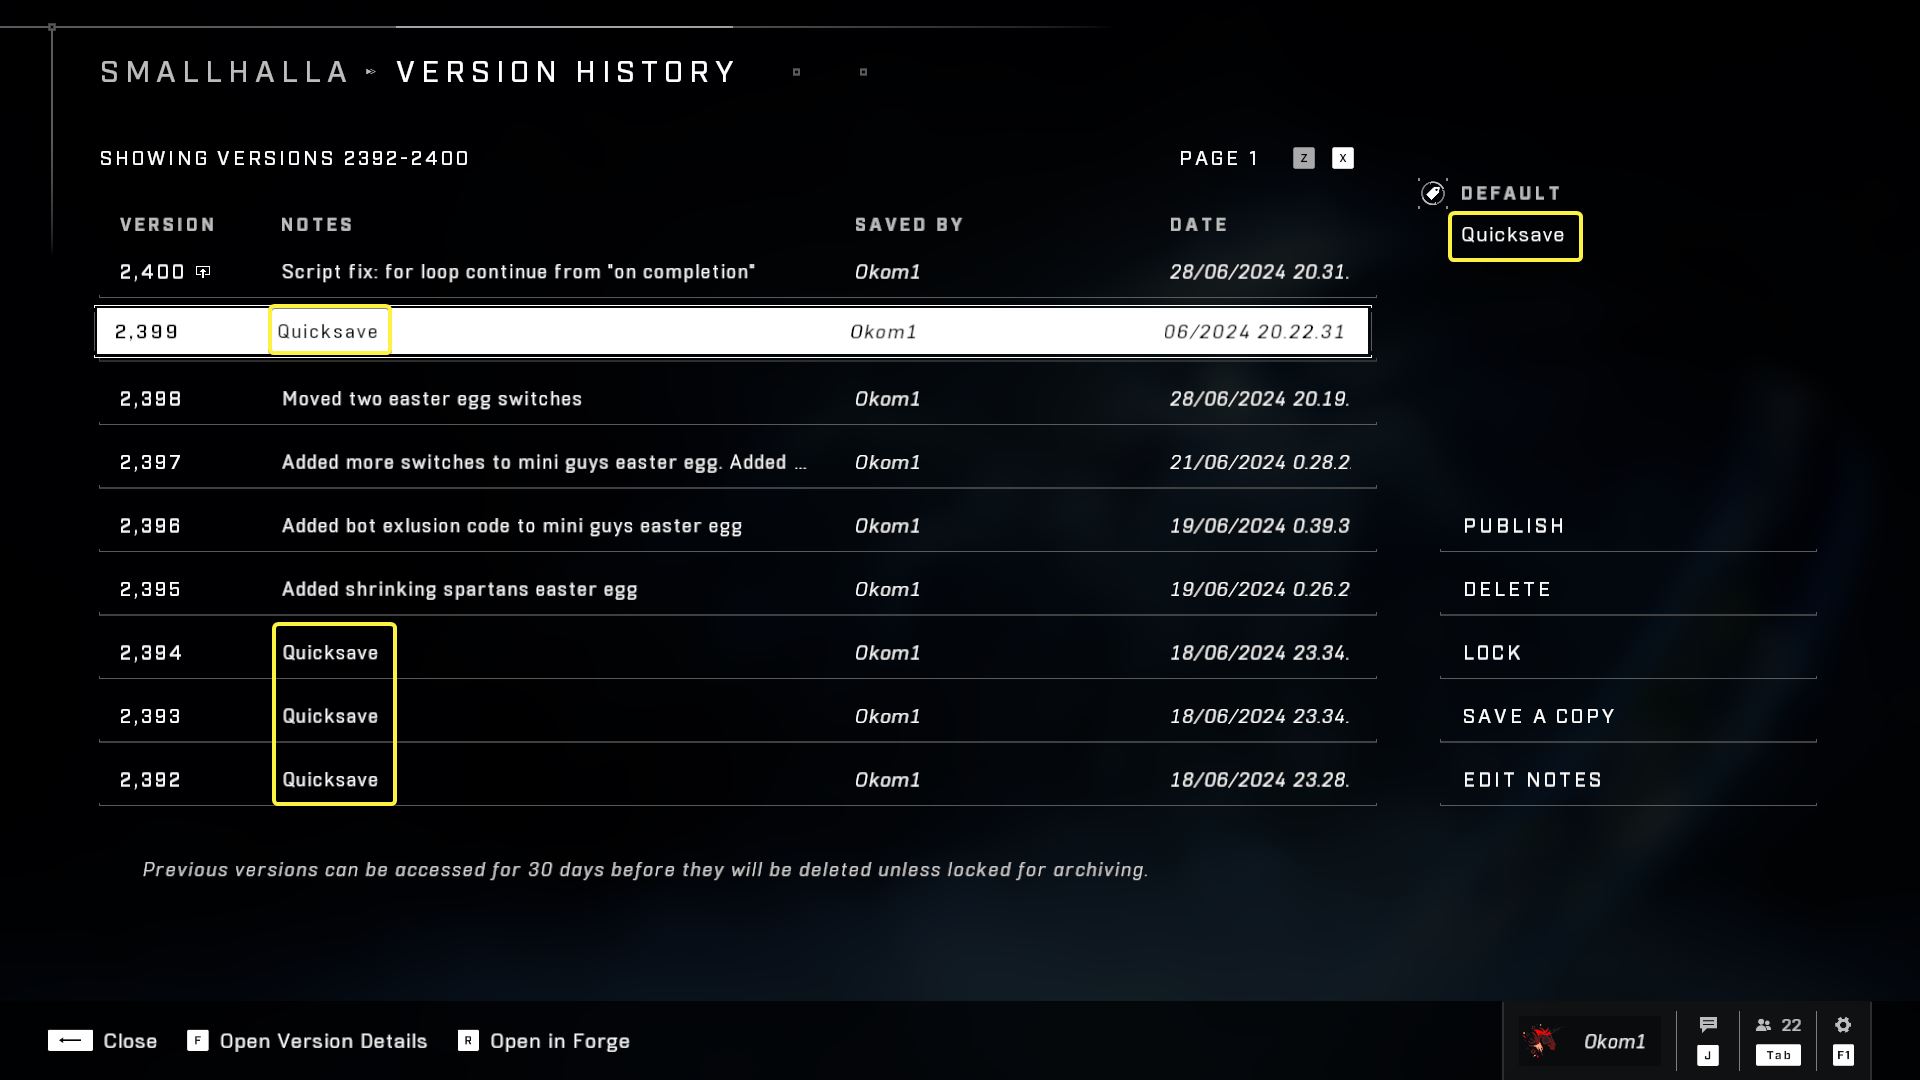 SMALLHALLA VERSION HISTORY
SHOWING VERSIONS 2392-2400
PAGE 1 Z X
DEFAULT
Quicksave
VERSION NOTES SAVED BY DATE
2,400 Script fix: for loop continue from "on completion" Okom1 28/06/2024 20.31.
2,399 Quicksave Okom1 06/2024 20.22.31
2,398 Moved two easter egg switches Okom1 28/06/2024 20.19.
2,397 Added more switches to mini guys easter egg. Added ... Okom1 21/06/2024 0.28.2
2,396 Added bot exlusion code to mini guys easter egg Okom1 19/06/2024 0.39.3
2,395 Added shrinking spartans easter egg Okom1 19/06/2024 0.26.2
2,394 Quicksave Okom1 18/06/2024 23.34.
2,393 Quicksave Okom1 18/06/2024 23.34.
2,392 Quicksave Okom1 18/06/2024 23.28.
PUBLISH
DELETE
LOCK
SAVE A COPY
EDIT NOTES
Previous versions can be accessed for 30 days before they will be deleted unless locked for archiving.
Close F Open Version Details R Open in Forge
Okom1
J
22
Tab
F1